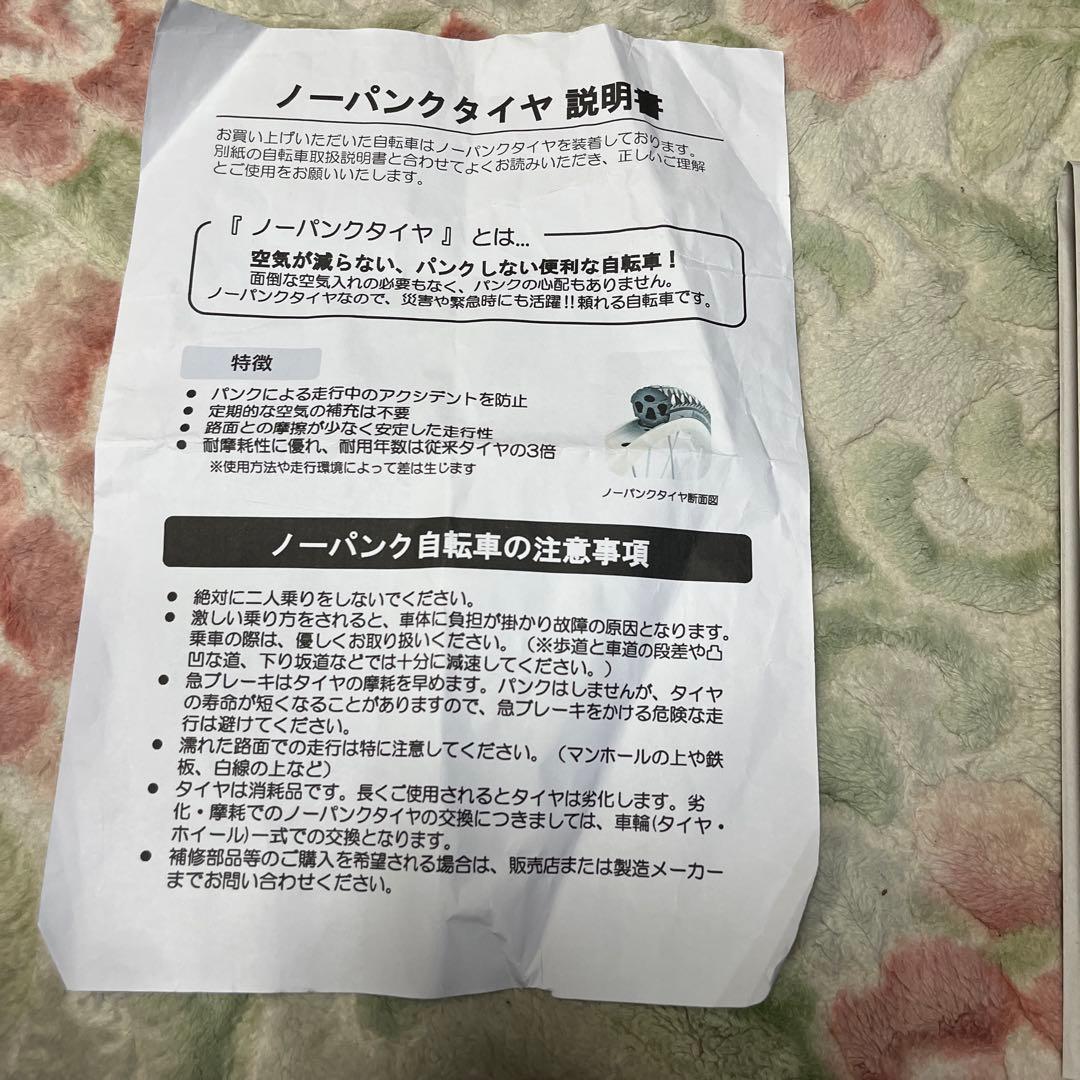 ノーパンクタイヤ 説明書
お買い上げいただいた自転車はノーパンクタイヤを装着しております。
別紙の自転車取扱説明書と合わせてよくお読みいただき、正しいご理解
とご使用をお願いいたします。
『 ノーパンクタイヤ 』 とは...
空気が減らない、パンクしない便利な自転車！
面倒な空気入れの必要もなく、パンクの心配もありません。
ノーパンクタイヤなので、災害や緊急時にも活躍!!頼れる自転車です。
特徴
● パンクによる走行中のアクシデントを防止
● 定期的な空気の補充は不要
● 路面との摩擦が少なく安定した走行性
● 耐摩耗性に優れ、耐用年数は従来タイヤの3倍
※使用方法や走行環境によって差は生じます
ノーパンクタイヤ断面図
ノーパンク自転車の注意事項
● 絶対に二人乗りをしないでください。
● 激しい乗り方をされると、車体に負担が掛かり故障の原因となります。
乗車の際は、優しくお取り扱いください。（※歩道と車道の段差や凸
凹な道、下り坂道などでは十分に減速してください。）
● 急ブレーキはタイヤの摩耗を早めます。パンクはしませんが、タイヤ
の寿命が短くなることがありますので、急ブレーキをかける危険な走
行は避けてください。
● 濡れた路面での走行は特に注意してください。（マンホールの上や鉄
板、白線の上など）
● タイヤは消耗品です。長くご使用されるとタイヤは劣化します。劣
化・摩耗でのノーパンクタイヤの交換につきましては、車輪(タイヤ・
ホイール)一式での交換となります。
● 補修部品等のご購入を希望される場合は、販売店または製造メーカー
までお問い合わせください。